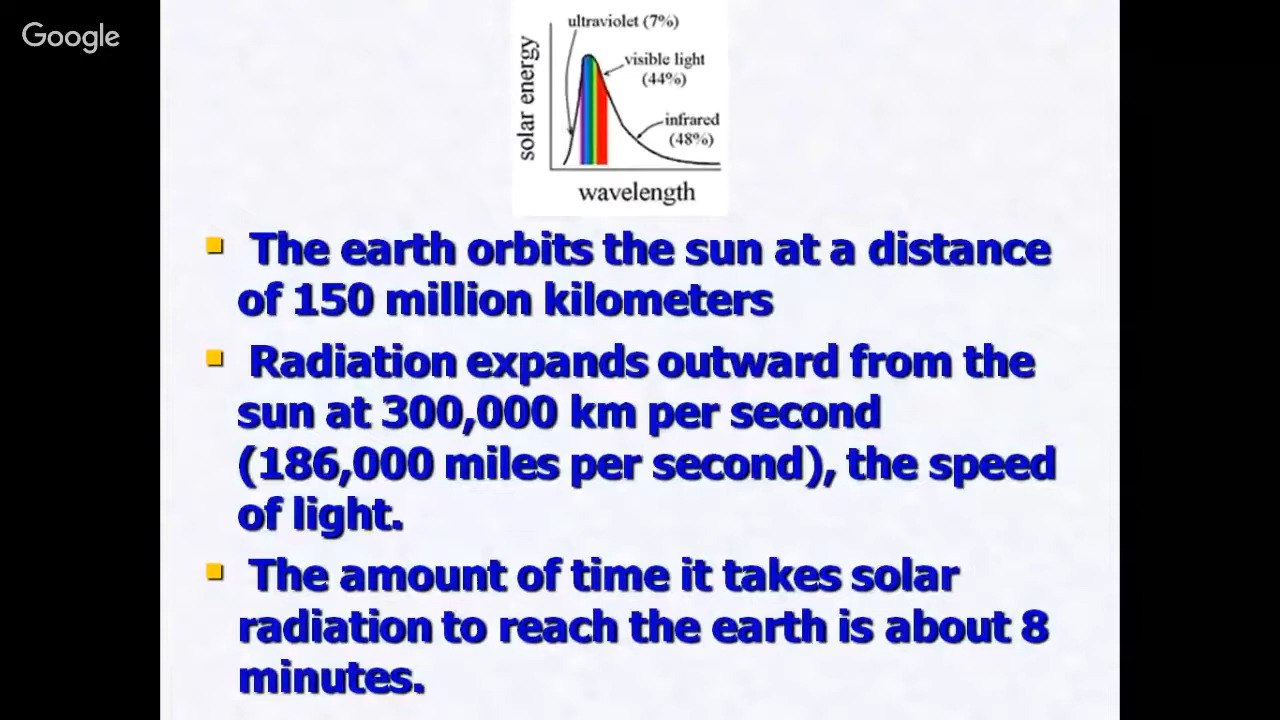 Google
ultraviolet (7%)
visible light
(44%)
infrared
(48%)
solar energy
wavelength
The earth orbits the sun at a distance
of 150 million kilometers
Radiation expands outward from the
sun at 300,000 km per second
(186,000 miles per second), the speed
of light.
The amount of time it takes solar
radiation to reach the earth is about 8
minutes.